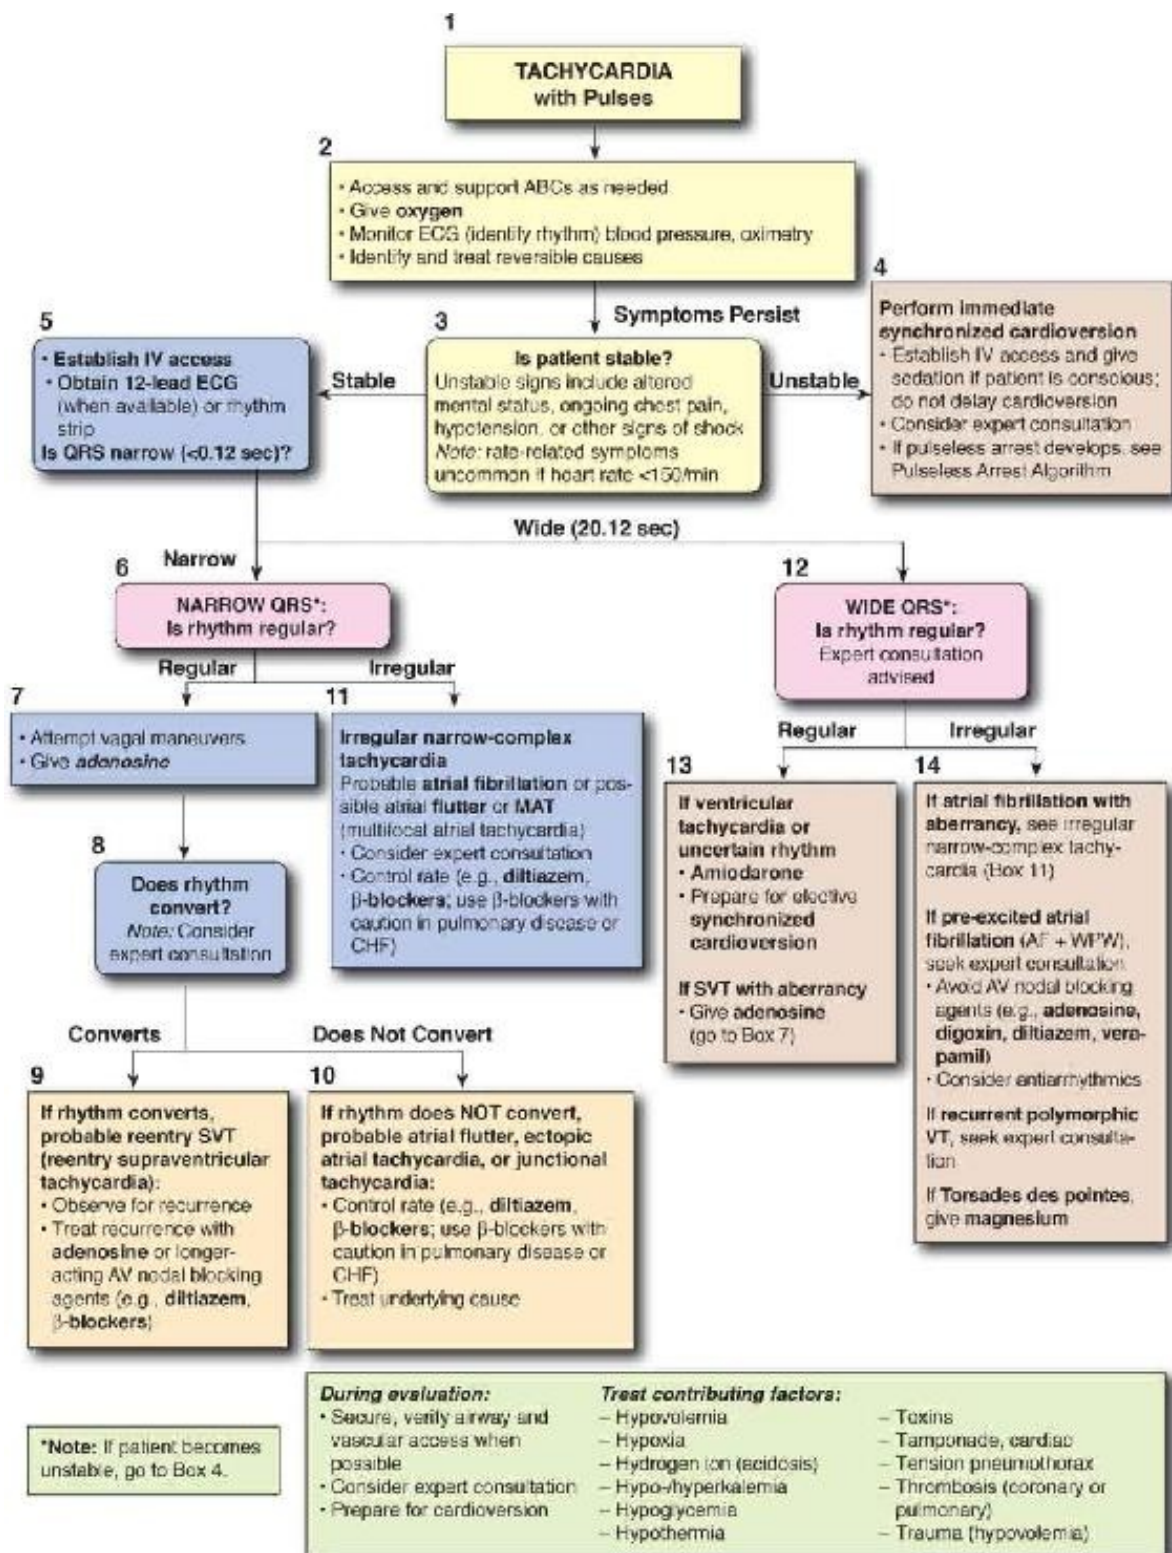 1
TACHYCARDIA
with Pulses
2
• Access and support ABCs as needed
• Give oxygen
• Monitor ECG (identify rhythm) blood pressure, oximetry
• Identify and treat reversible causes
Symptoms Persist
3
Is patient stable?
Unstable signs include altered
mental status, ongoing chest pain,
hypotension, or other signs of shock
Note: rate-related symptoms
uncommon if heart rate <150/min
Stable
Unstable
4
Perform immediate
synchronized cardioversion
• Establish IV access and give
sedation if patient is conscious;
do not delay cardioversion
• Consider expert consultation
• If pulseless arrest develops, see
Pulseless Arrest Algorithm
5
• Establish IV access
• Obtain 12-lead ECG
(when available) or rhythm
strip
Is QRS narrow (<0.12 sec)?
Narrow
Wide (20.12 sec)
6
NARROW QRS*:
Is rhythm regular?
Regular
Irregular
7
• Attempt vagal maneuvers
• Give adenosine
8
Does rhythm
convert?
Note: Consider
expert consultation
Converts
Does Not Convert
9
If rhythm converts,
probable reentry SVT
(reentry supraventricular
tachycardia):
• Observe for recurrence
• Treat recurrence with
adenosine or longer-
acting AV nodal blocking
agents (e.g., diltiazem,
β-blockers)
10
If rhythm does NOT convert,
probable atrial flutter, ectopic
atrial tachycardia, or junctional
tachycardia:
• Control rate (e.g., diltiazem,
β-blockers; use β-blockers with
caution in pulmonary disease or
CHF)
• Treat underlying cause
11
Irregular narrow-complex
tachycardia
Probable atrial fibrillation or pos-
sible atrial flutter or MAT
(multifocal atrial tachycardia)
• Consider expert consultation
• Control rate (e.g., diltiazem,
β-blockers; use β-blockers with
caution in pulmonary disease or
CHF)
12
WIDE QRS*:
Is rhythm regular?
Expert consultation
advised
Regular
Irregular
13
If ventricular
tachycardia or
uncertain rhythm
• Amiodarone
• Prepare for elective
synchronized
cardioversion
If SVT with aberrancy
• Give adenosine
(go to Box 7)
14
If atrial fibrillation with
aberrancy, see irregular
narrow-complex tachy-
cardia (Box 11)
If pre-excited atrial
fibrillation (AF + WPW),
seek expert consultation
• Avoid AV nodal blocking
agents (e.g., adenosine,
digoxin, diltiazem, vera-
pamil)
• Consider antiarrhythmics
If recurrent polymorphic
VT, seek expert consulta-
tion
If Torsades des pointes,
give magnesium
*Note: If patient becomes
unstable, go to Box 4.
During evaluation:
• Secure, verify airway and
vascular access when
possible
• Consider expert consultation
• Prepare for cardioversion
Treat contributing factors:
– Hypovolemia
– Hypoxia
– Hydrogen ion (acidosis)
– Hypo-/hyperkalemia
– Hypoglycemia
– Hypothermia
– Toxins
– Tamponade, cardiac
– Tension pneumothorax
– Thrombosis (coronary or
pulmonary)
– Trauma (hypovolemia)